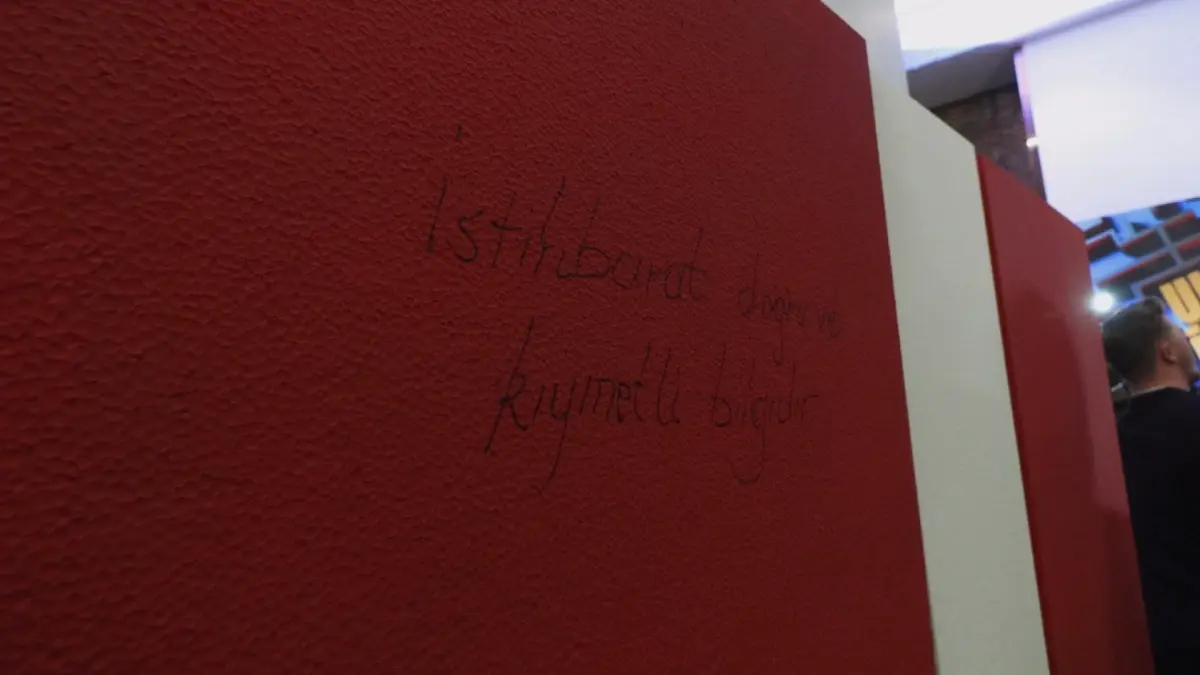 İstihbarat doğru ve
kıymetli bilgidir